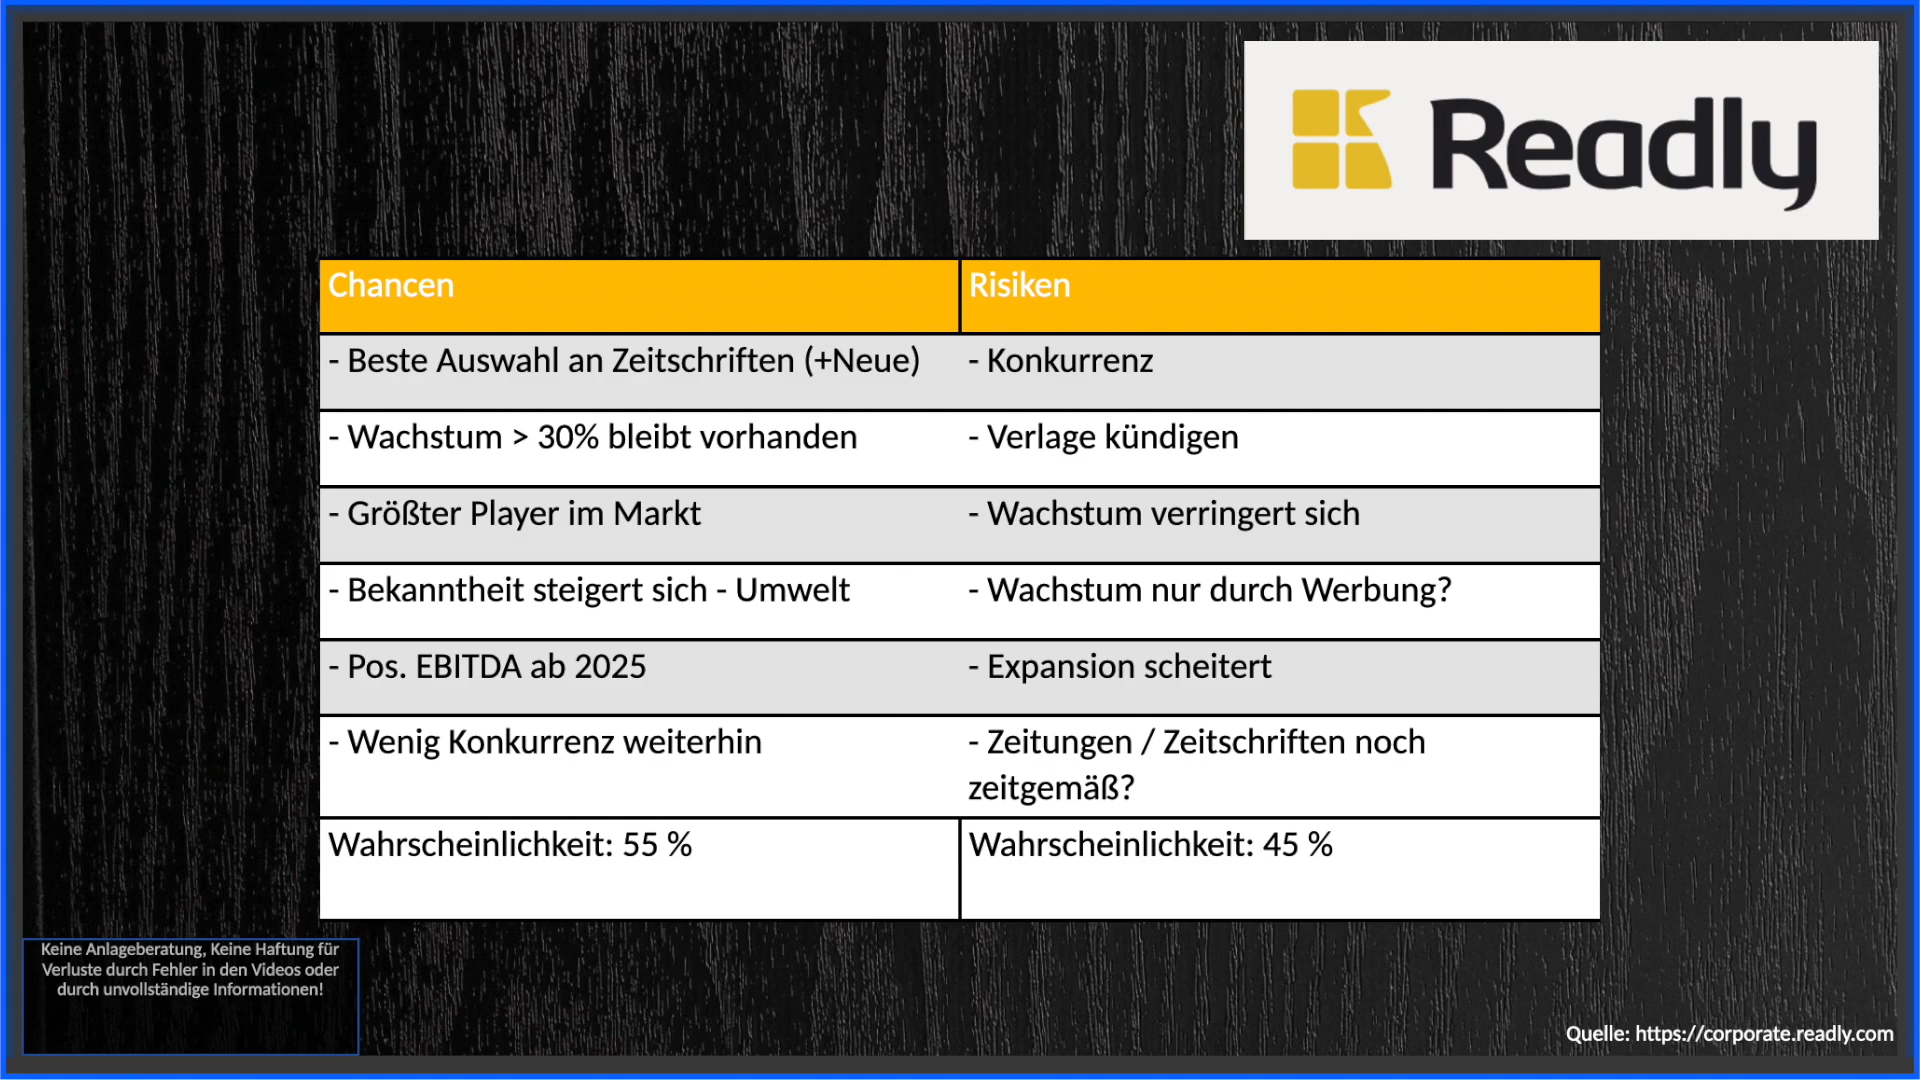 Readly
Chancen
Risiken
- Beste Auswahl an Zeitschriften (+Neue)
- Konkurrenz
- Wachstum > 30% bleibt vorhanden
- Verlage kündigen
- Größter Player im Markt
- Wachstum verringert sich
- Bekanntheit steigert sich - Umwelt
- Wachstum nur durch Werbung?
- Pos. EBITDA ab 2025
- Expansion scheitert
- Wenig Konkurrenz weiterhin
- Zeitungen / Zeitschriften noch
zeitgemäß?
Wahrscheinlichkeit: 55 %
Wahrscheinlichkeit: 45 %
Keine Anlageberatung, Keine Haftung für
Verluste durch Fehler in den Videos oder
durch unvollständige Informationen!
Quelle: https://corporate.readly.com